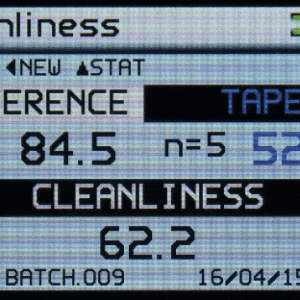 nliness
◀NEW ▲STAT
ERENCE TAPE
84.5 n=5 52
CLEANLINESS
62.2
BATCH.009 16/04/15